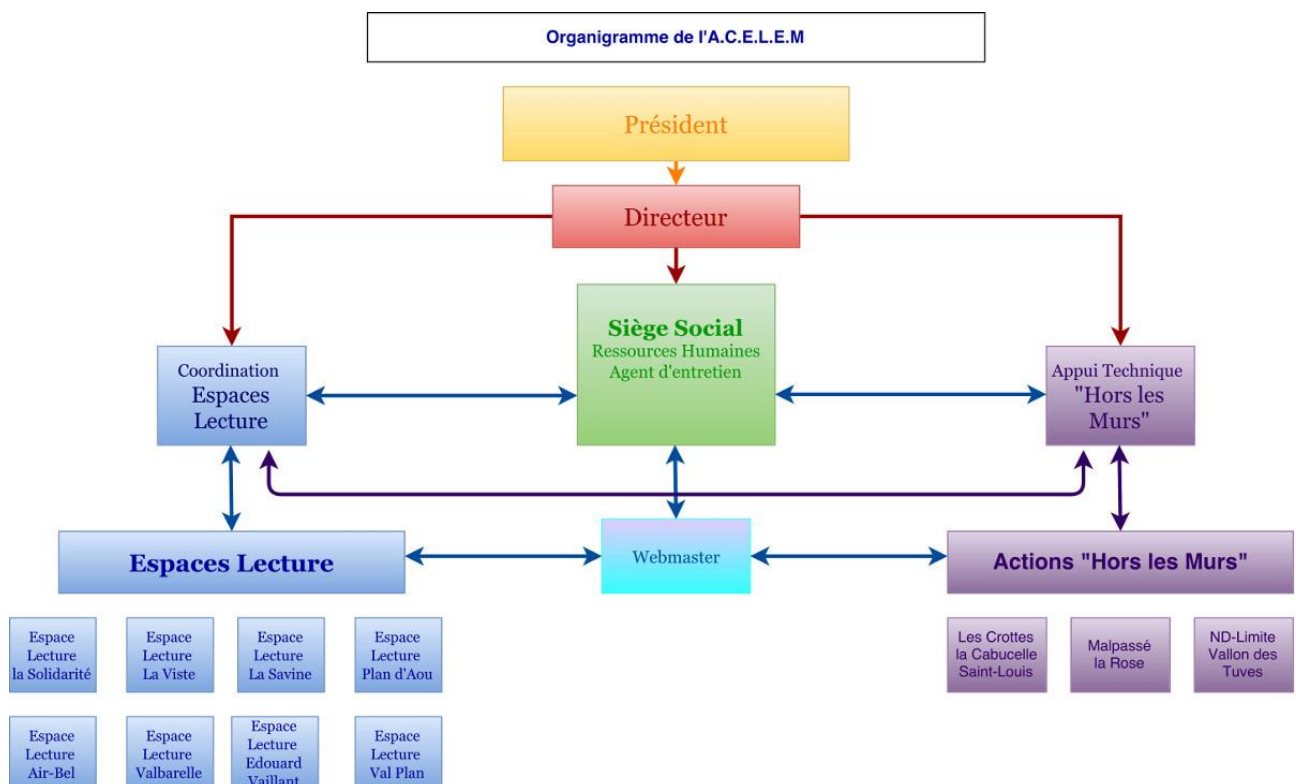 Organigramme de l'A.C.E.L.E.M
Président
Directeur
Siège Social
Ressources Humaines
Agent d'entretien
Coordination
Espaces
Lecture
Appui Technique
"Hors les
Murs"
Espaces Lecture
Webmaster
Actions "Hors les Murs"
Espace
Lecture
la Solidarité
Espace
Lecture
La Viste
Espace
Lecture
La Savine
Espace
Lecture
Plan d'Aou
Les Crottes
la Cabucelle
Saint-Louis
Malpassé
la Rose
ND-Limite
Vallon des
Tuves
Espace
Lecture
Air-Bel
Espace
Lecture
Valbarelle
Espace
Lecture
Edouard
Vaillant
Espace
Lecture
Val Plan